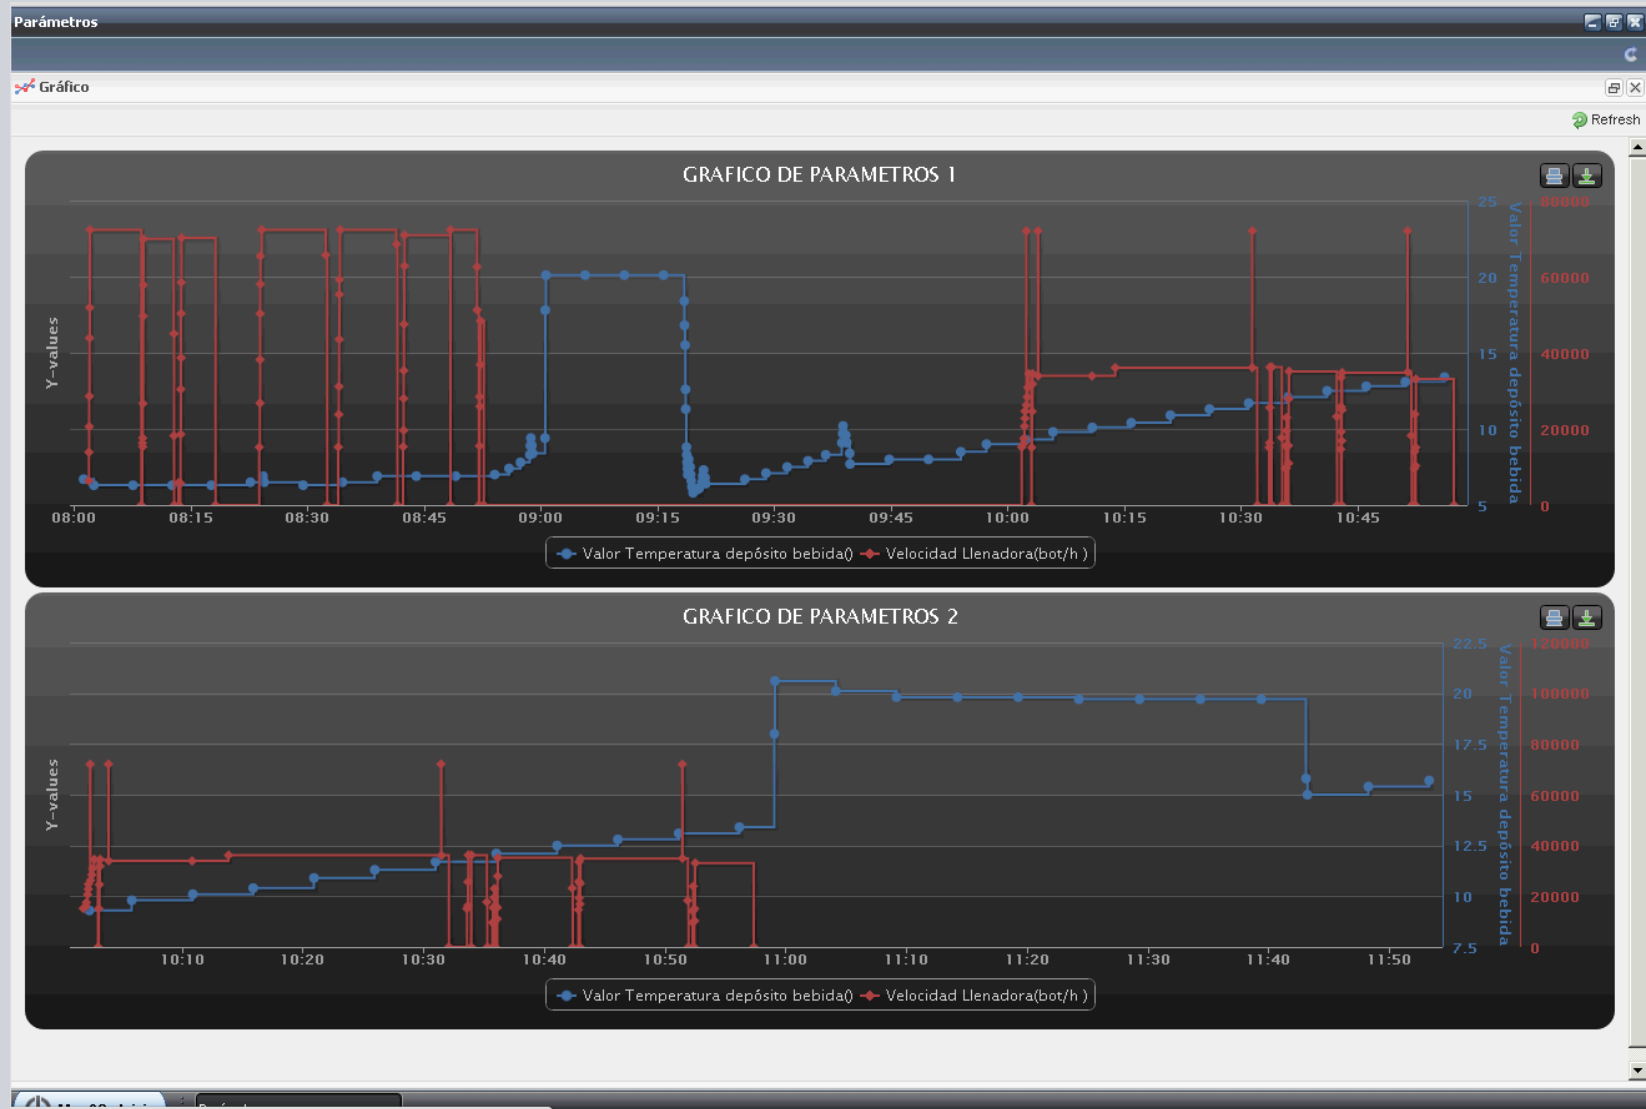 Parámetros
Gráfico
Refresh
GRAFICO DE PARAMETROS 1
Y-values
25
20
15
10
5
Valor Temperatura depósito bebida
80000
60000
40000
20000
0
08:00 08:15 08:30 08:45 09:00 09:15 09:30 09:45 10:00 10:15 10:30 10:45
Valor Temperatura depósito bebida() Velocidad Llenadora(bot/h )
GRAFICO DE PARAMETROS 2
Y-values
22.5
20
17.5
15
12.5
10
7.5
Valor Temperatura depósito bebida
120000
100000
80000
60000
40000
20000
0
10:10 10:20 10:30 10:40 10:50 11:00 11:10 11:20 11:30 11:40 11:50
Valor Temperatura depósito bebida() Velocidad Llenadora(bot/h )